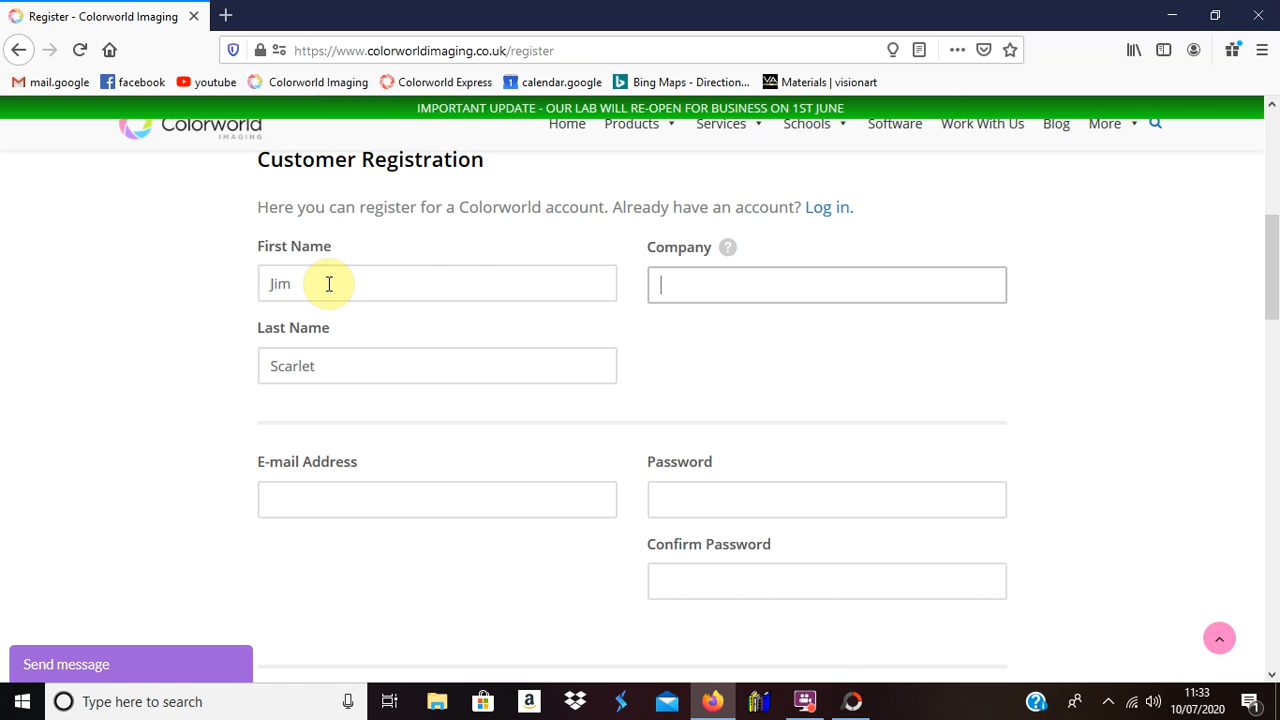 Register - Colorworld Imaging
https://www.colorworldimaging.co.uk/register
mail.google facebook youtube Colorworld Imaging Colorworld Express calendar.google Bing Maps - Direction... Materials | visionart
IMPORTANT UPDATE - OUR LAB WILL RE-OPEN FOR BUSINESS ON 1ST JUNE
Colorworld
IMAGING
Home Products Services Schools Software Work With Us Blog More
Customer Registration
Here you can register for a Colorworld account. Already have an account? Log in.
First Name
Company ?
Jim
Last Name
Scarlet
E-mail Address
Password
Confirm Password
Send message
Type here to search
11:33
10/07/2020
1